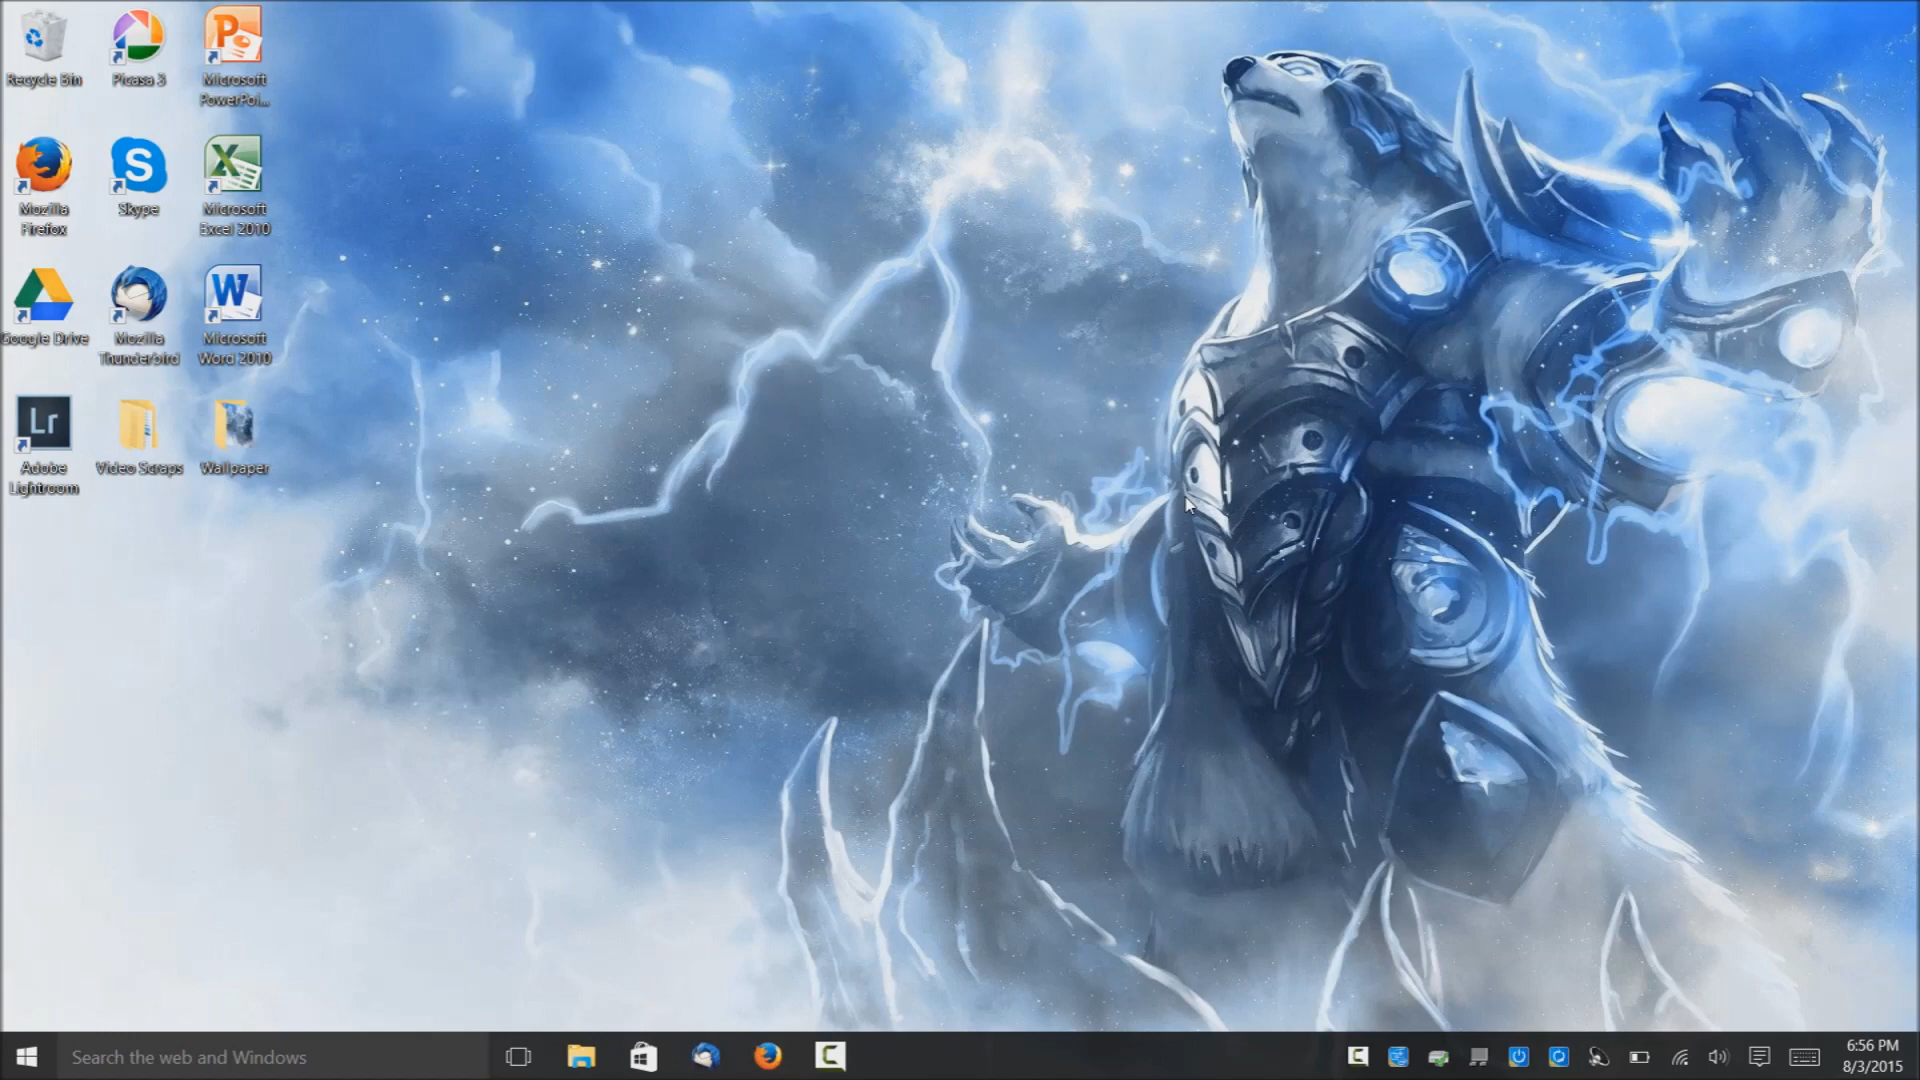 Recycle Bin
Picasa 3
Microsoft
PowerPoi...
Mozilla
Firefox
Skype
Microsoft
Excel 2010
Google Drive
Mozilla
Thunderbird
Microsoft
Word 2010
Lr
Adobe
Lightroom
Video Scraps
Wallpaper
Search the web and Windows
6:56 PM
8/3/2015